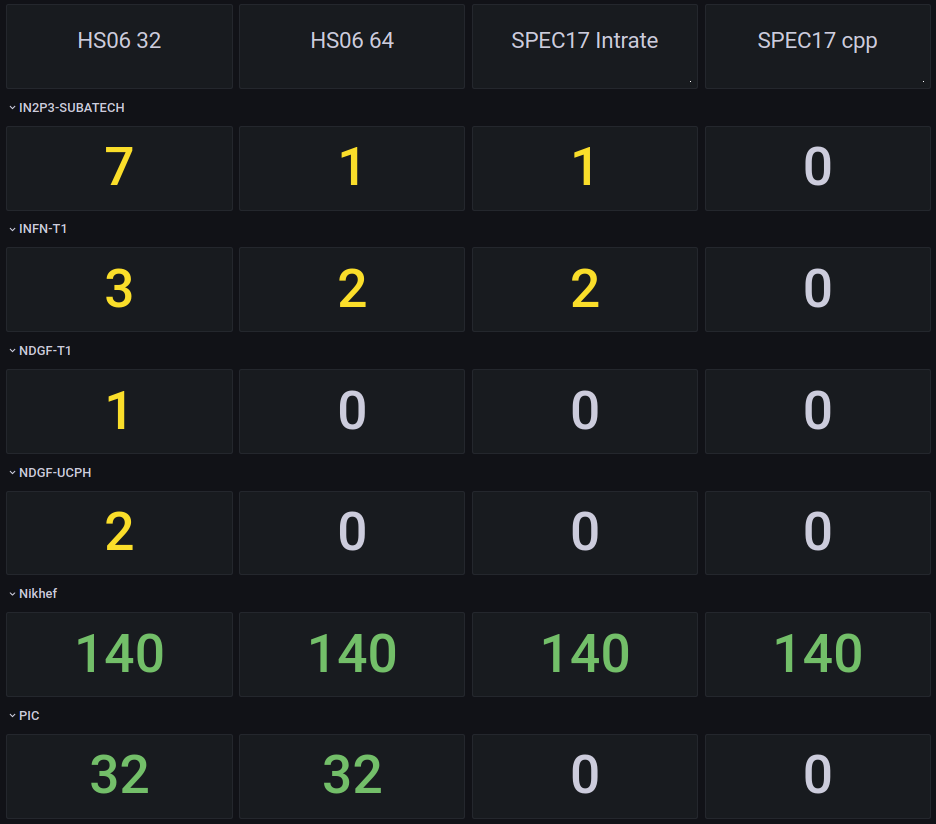 HS06 32 HS06 64 SPEC17 Intrate SPEC17 cpp
IN2P3-SUBATECH
7 1 1 0
INFN-T1
3 2 2 0
NDGF-T1
1 0 0 0
NDGF-UCPH
2 0 0 0
Nikhef
140 140 140 140
PIC
32 32 0 0